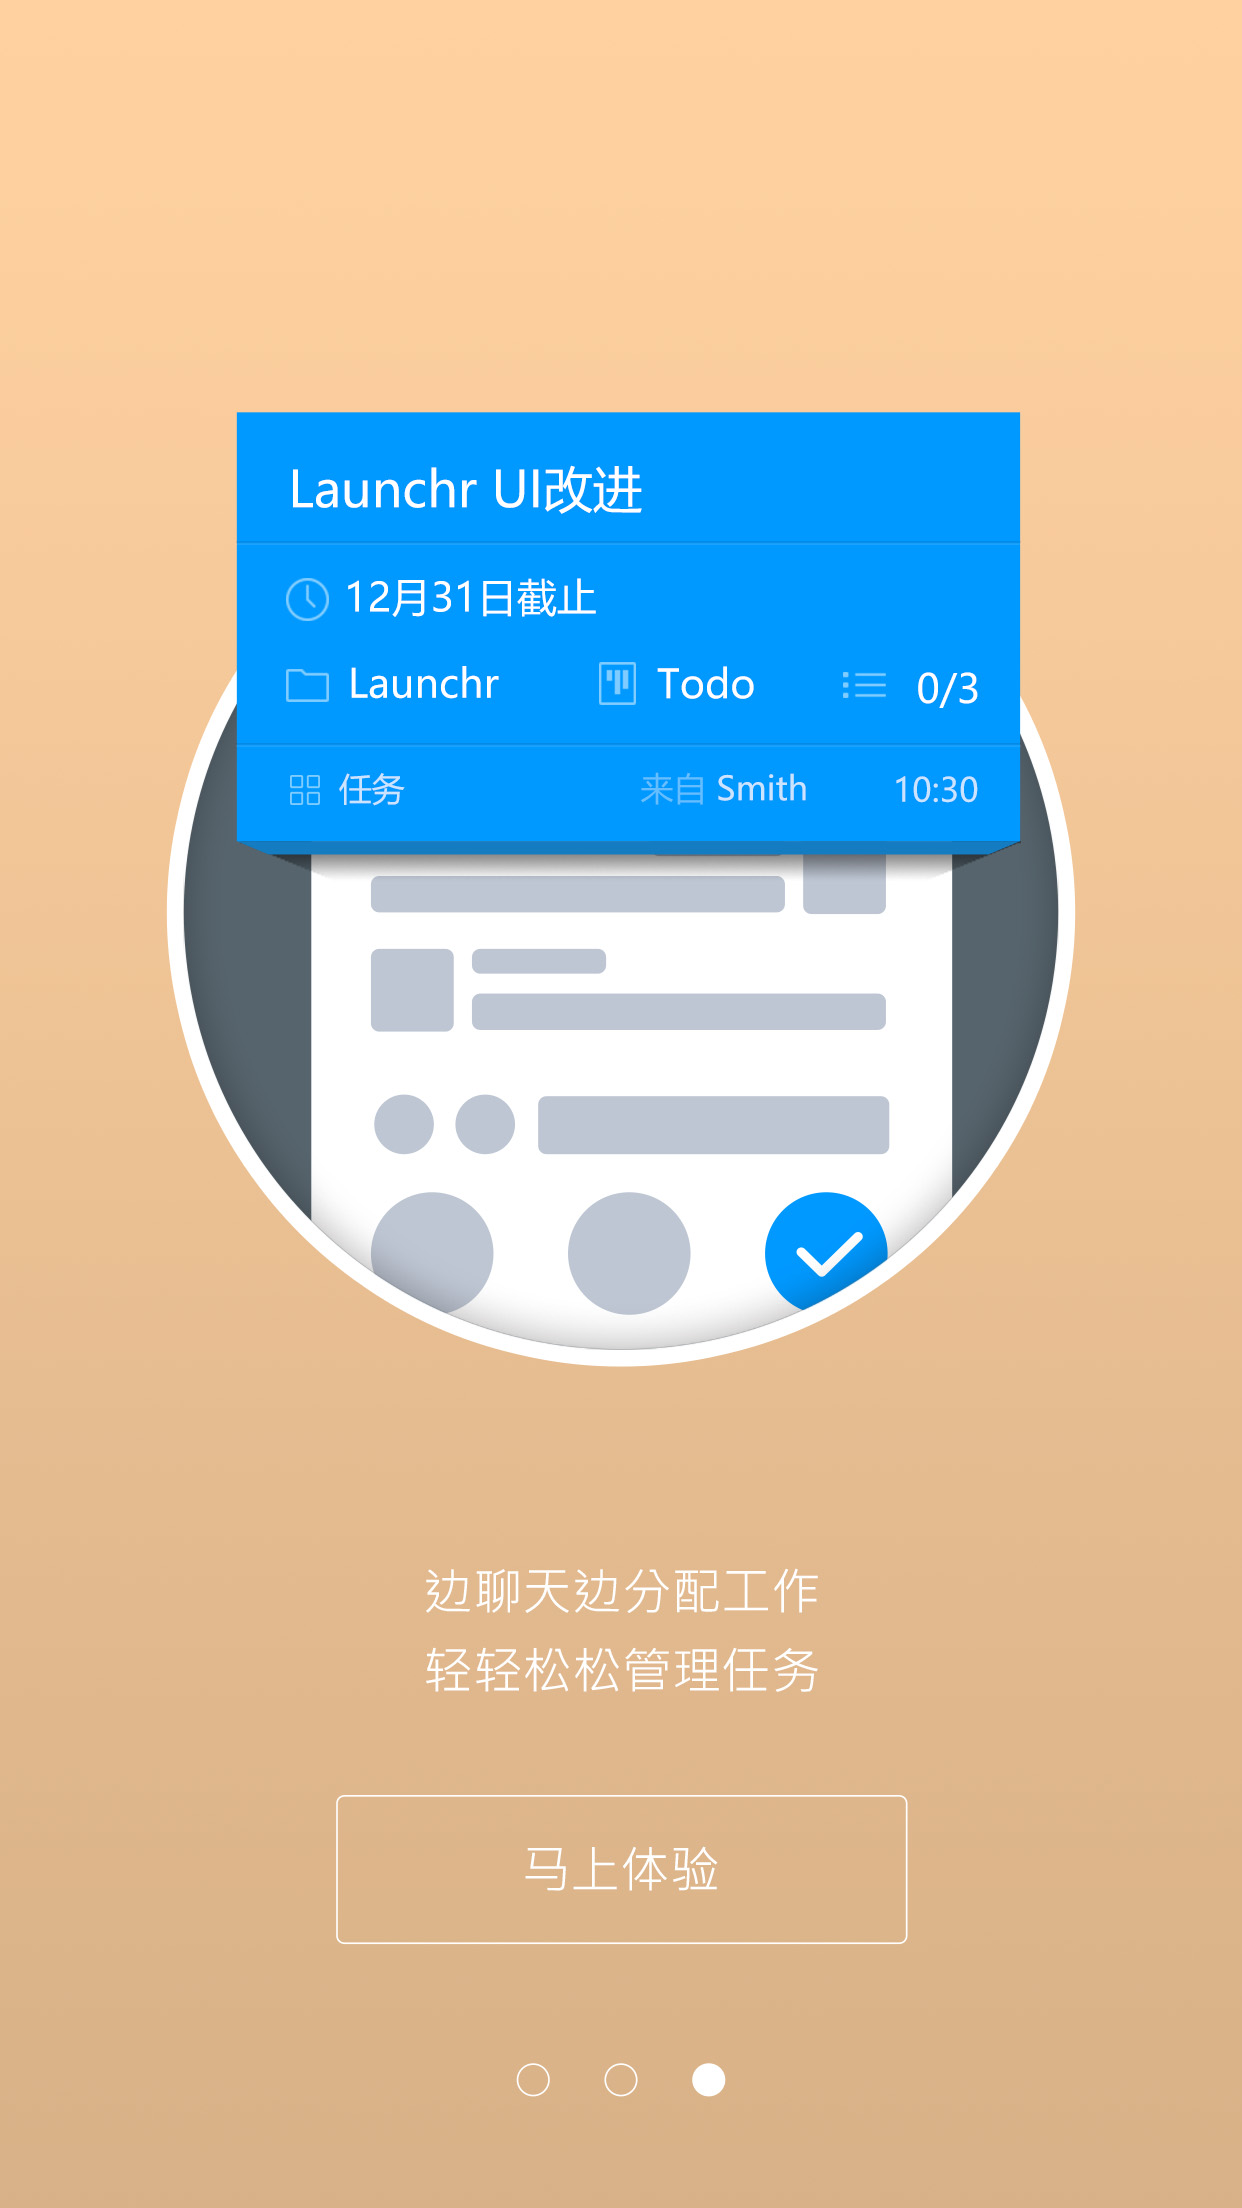 Launchr UI改进
12月31日截止
Launchr Todo 0/3
任务 来自 Smith 10:30
边聊天边分配工作
轻轻松松管理任务
马上体验